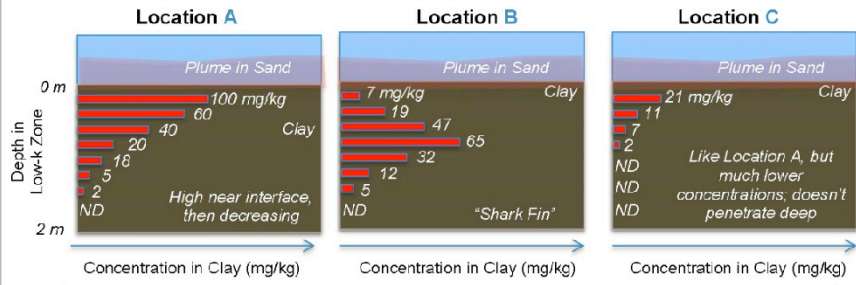 Location A
Plume in Sand
0 m
100 mg/kg
60
40
Clay
20
18
5
2
ND
High near interface,
then decreasing
Depth in
Low-k Zone
2 m
Concentration in Clay (mg/kg)
Location B
Plume in Sand
Clay
7 mg/kg
19
47
65
32
12
5
ND
"Shark Fin"
Concentration in Clay (mg/kg)
Location C
Plume in Sand
Clay
21 mg/kg
11
7
2
ND
ND
ND
Like Location A, but
much lower
concentrations; doesn't
penetrate deep
Concentration in Clay (mg/kg)